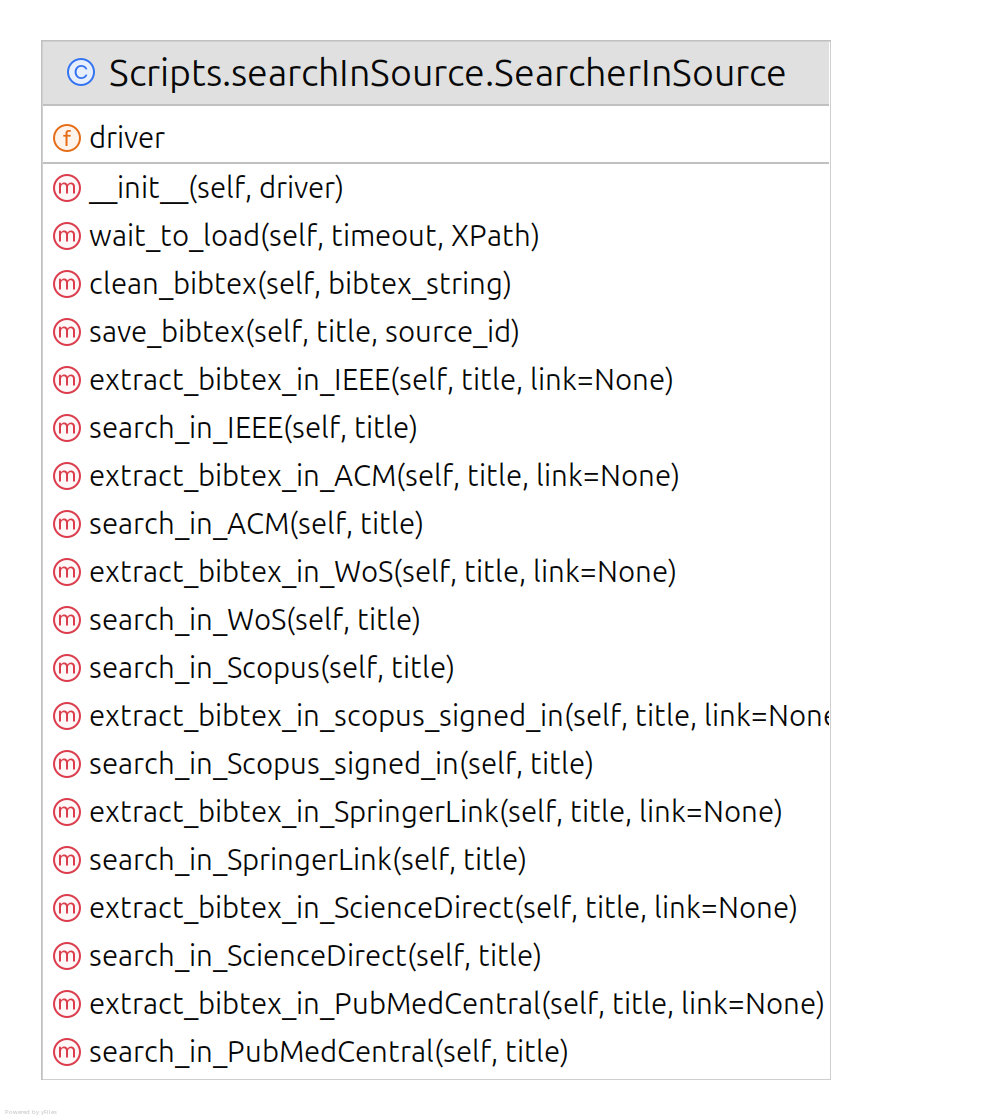 C Scripts.searchInSource.SearcherInSource
f driver
m __init__(self, driver)
m wait_to_load(self, timeout, XPath)
m clean_bibtex(self, bibtex_string)
m save_bibtex(self, title, source_id)
m extract_bibtex_in_IEEE(self, title, link=None)
m search_in_IEEE(self, title)
m extract_bibtex_in_ACM(self, title, link=None)
m search_in_ACM(self, title)
m extract_bibtex_in_WoS(self, title, link=None)
m search_in_WoS(self, title)
m search_in_Scopus(self, title)
m extract_bibtex_in_scopus_signed_in(self, title, link=None
m search_in_Scopus_signed_in(self, title)
m extract_bibtex_in_SpringerLink(self, title, link=None)
m search_in_SpringerLink(self, title)
m extract_bibtex_in_ScienceDirect(self, title, link=None)
m search_in_ScienceDirect(self, title)
m extract_bibtex_in_PubMedCentral(self, title, link=None)
m search_in_PubMedCentral(self, title)
Powered by yFiles